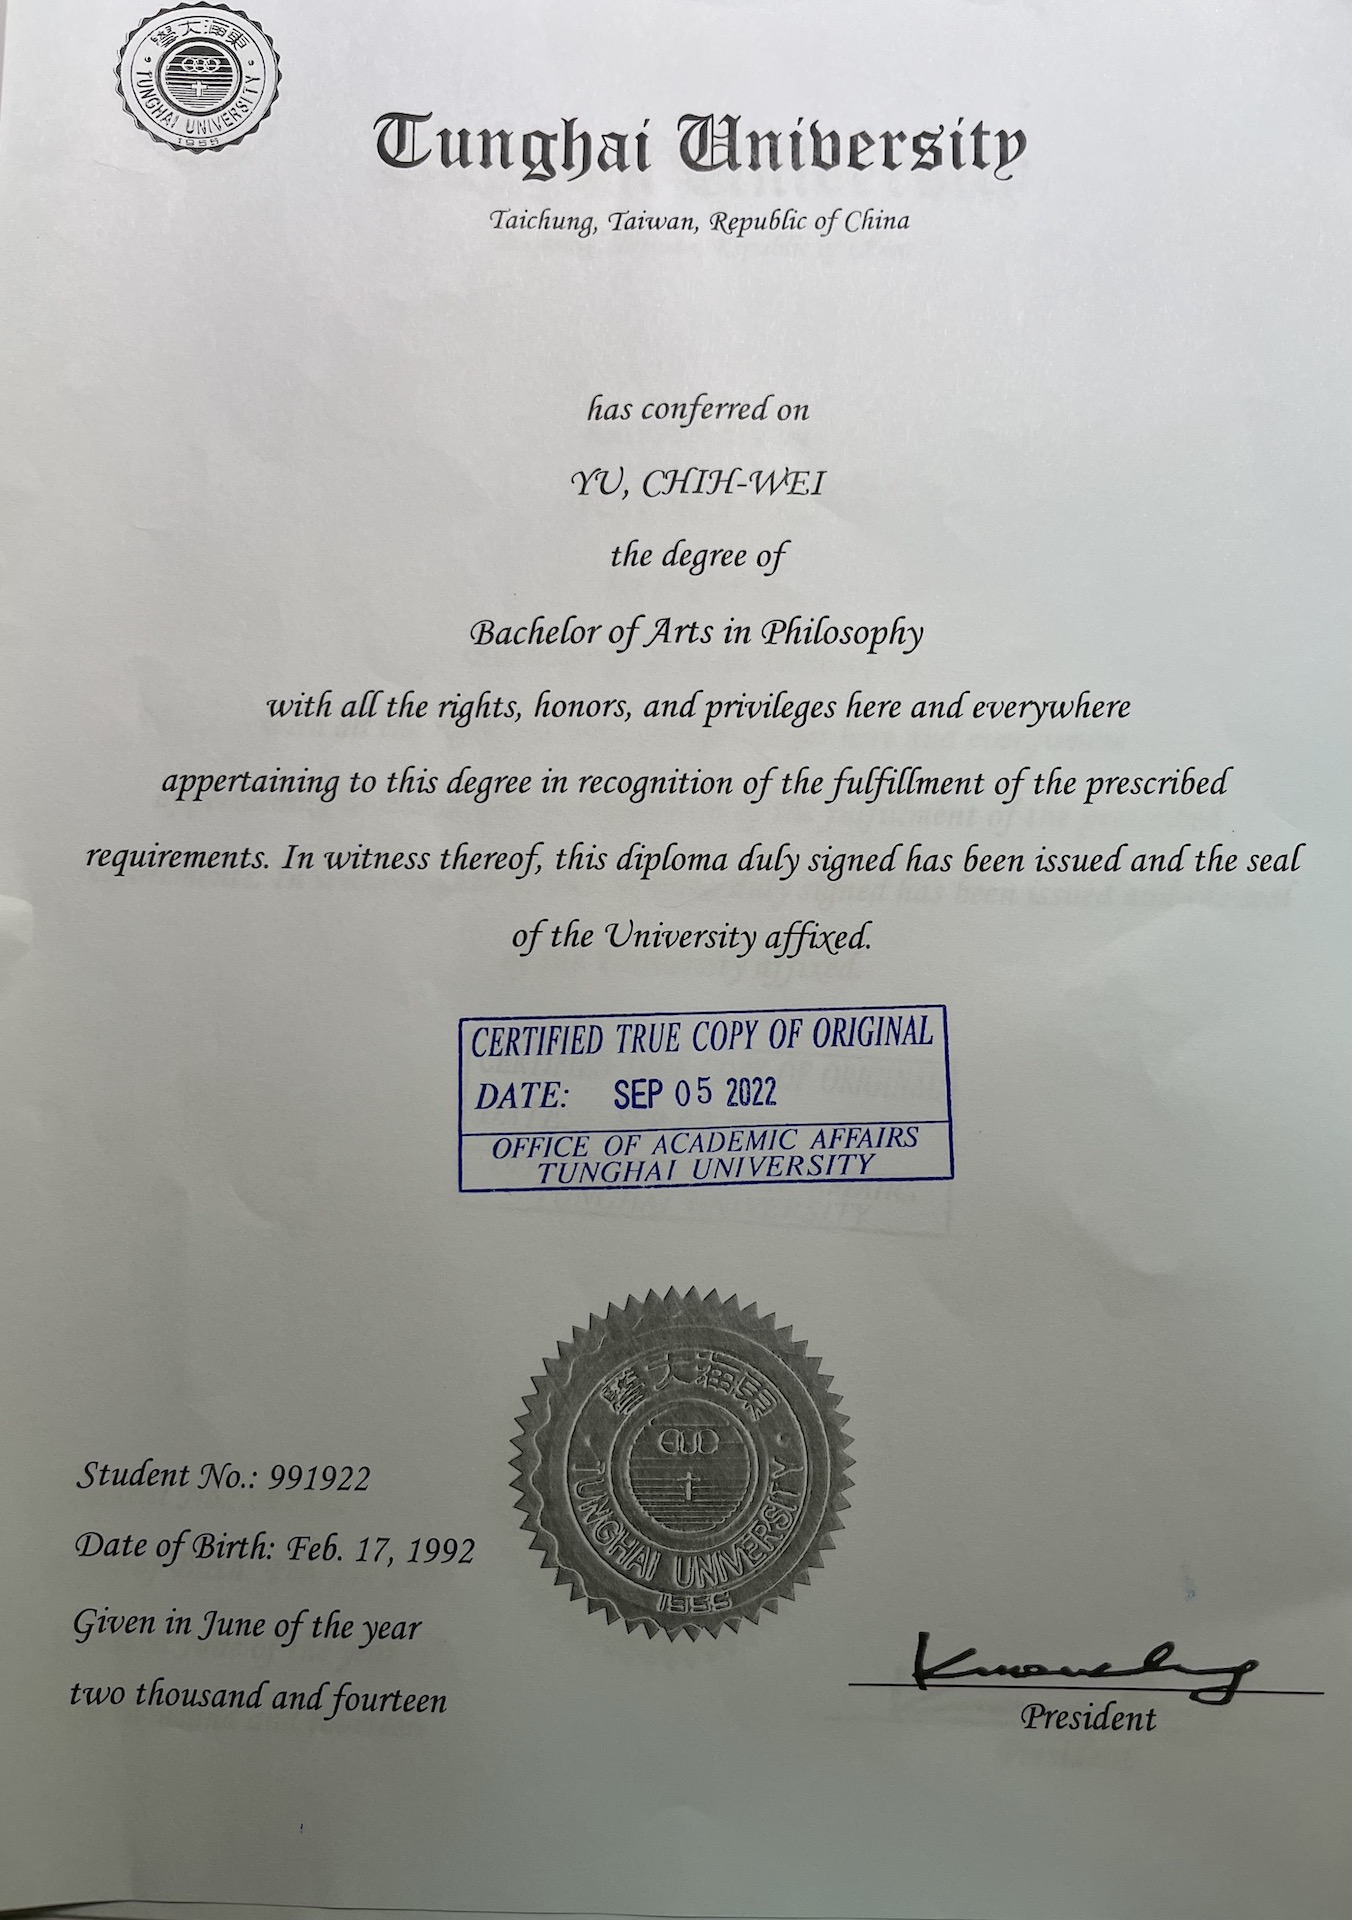 學大海東
TUNGHAI UNIVERSITY
1955
Tunghai University
Taichung, Taiwan, Republic of China
has conferred on
YU, CHIH-WEI
the degree of
Bachelor of Arts in Philosophy
with all the rights, honors, and privileges here and everywhere
appertaining to this degree in recognition of the fulfillment of the prescribed
requirements. In witness thereof, this diploma duly signed has been issued and the seal
of the University affixed.
CERTIFIED TRUE COPY OF ORIGINAL
DATE: SEP 05 2022
OFFICE OF ACADEMIC AFFAIRS
TUNGHAI UNIVERSITY
學大海東
TUNGHAI UNIVERSITY
1955
Student No.: 991922
Date of Birth: Feb. 17, 1992
Given in June of the year
two thousand and fourteen
President